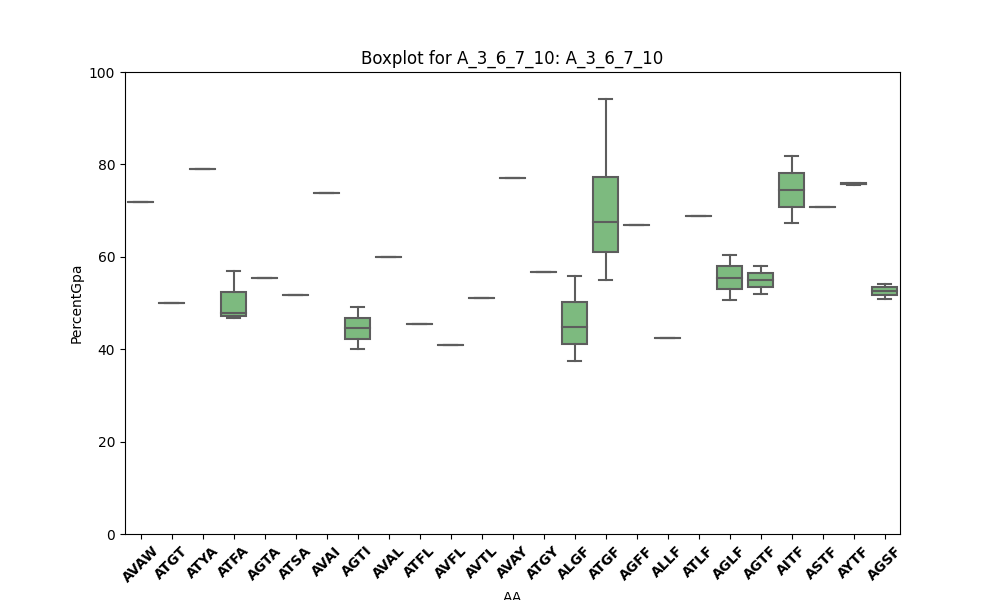 Boxplot for A_3_6_7_10: A_3_6_7_10
PercentGpa
100
80
60
40
20
0
AVAW
ATGT
ATYA
ATFA
AGTA
ATSA
AVAI
AGTI
AVAL
ATFL
AVFL
AVTL
AVAY
ATGY
ALGF
ATGF
AGFF
ALLF
ATLF
AGLF
AGTF
AITF
ASTF
AYTF
AGSF
AA